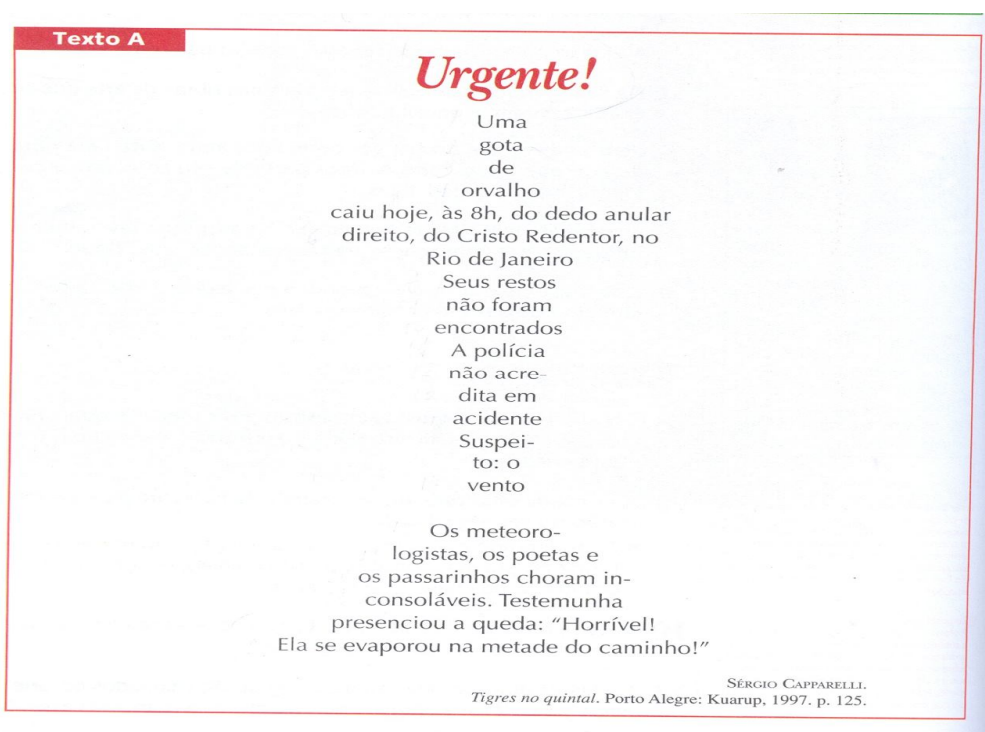 Texto A
Urgente!
Uma
gota
de
orvalho
caiu hoje, às 8h, do dedo anular
direito, do Cristo Redentor, no
Rio de Janeiro
Seus restos
não foram
encontrados
A polícia
não acre-
dita em
acidente
Suspei-
to: o
vento
Os meteoro-
logistas, os poetas e
os passarinhos choram in-
consoláveis. Testemunha
presenciou a queda: “Horrível!
Ela se evaporou na metade do caminho!”
SÉRGIO CAPPARELLI.
Tigres no quintal. Porto Alegre: Kuarup, 1997. p. 125.